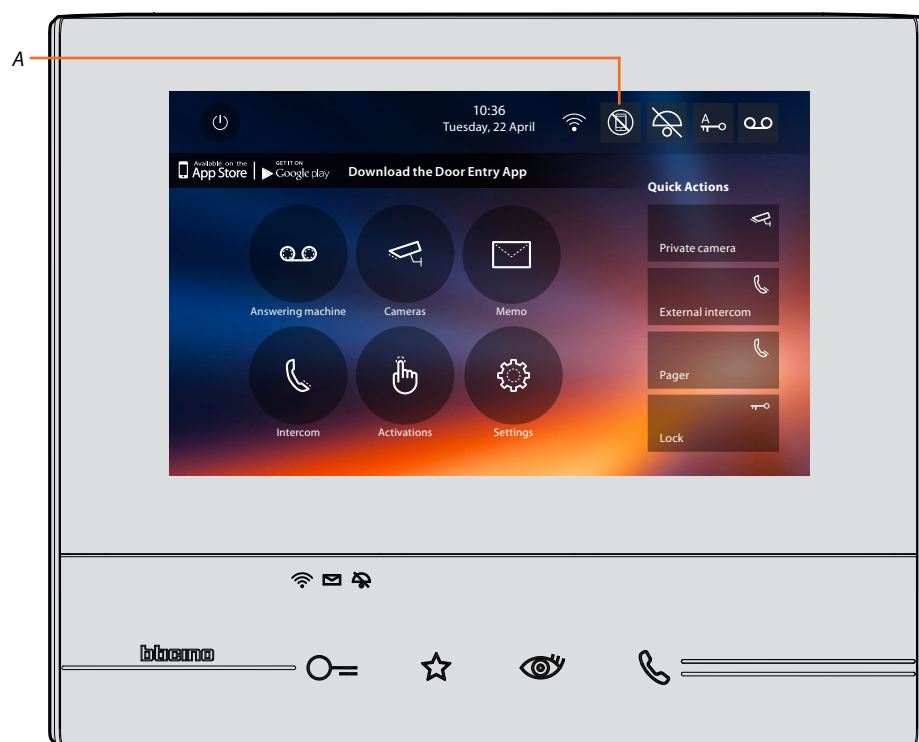 A
10:36
Tuesday, 22 April
A
Available on the
App Store
GET IT ON
Google play
Download the Door Entry App
Quick Actions
Private camera
External intercom
Pager
Lock
Answering machine
Cameras
Memo
Intercom
Activations
Settings
bticino